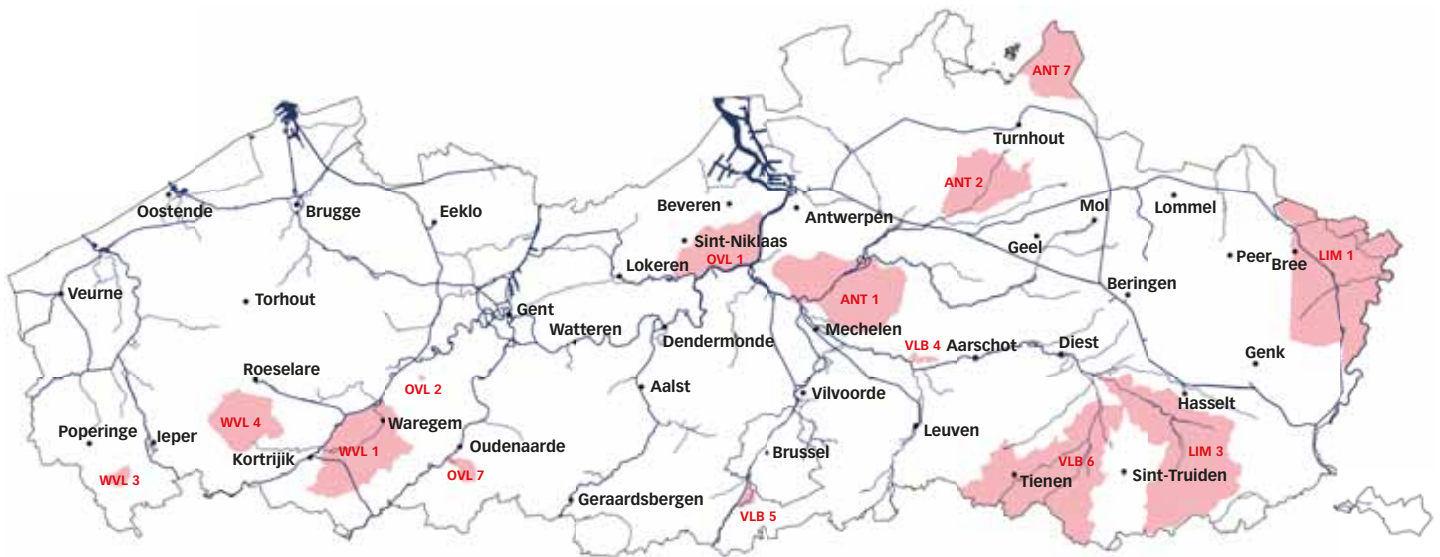 ANT 7
Turnhout
ANT 2
Oostende
Brugge
Eeklo
Beveren
Antwerpen
Mol
Lommel
Sint-Niklaas
OVL 1
Geel
Peer
Bree
LIM 1
Lokeren
Veurne
Torhout
ANT 1
Beringen
Gent
Watteren
Dendermonde
Mechelen
VLB 4
Aarschot
Diest
Genk
Roeselare
OVL 2
Aalst
Vilvoorde
Hasselt
WVL 4
Waregem
Poperinge
Ieper
Kortrijk
WVL 1
Oudenaarde
Leuven
Brussel
LIM 3
WVL 3
OVL 7
VLB 6
Tienen
Sint-Truiden
Geraardsbergen
VLB 5